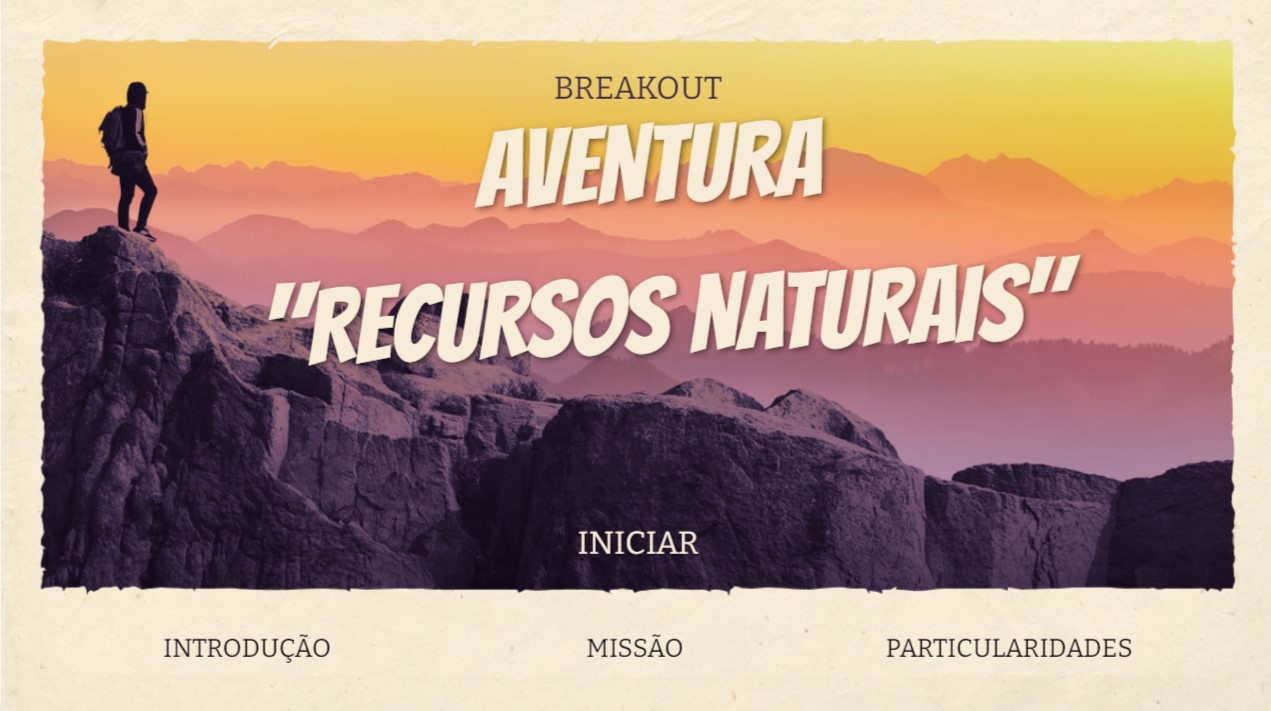 BREAKOUT
AVENTURA
"RECURSOS NATURAIS"
INICIAR
INTRODUÇÃO
MISSÃO
PARTICULARIDADES